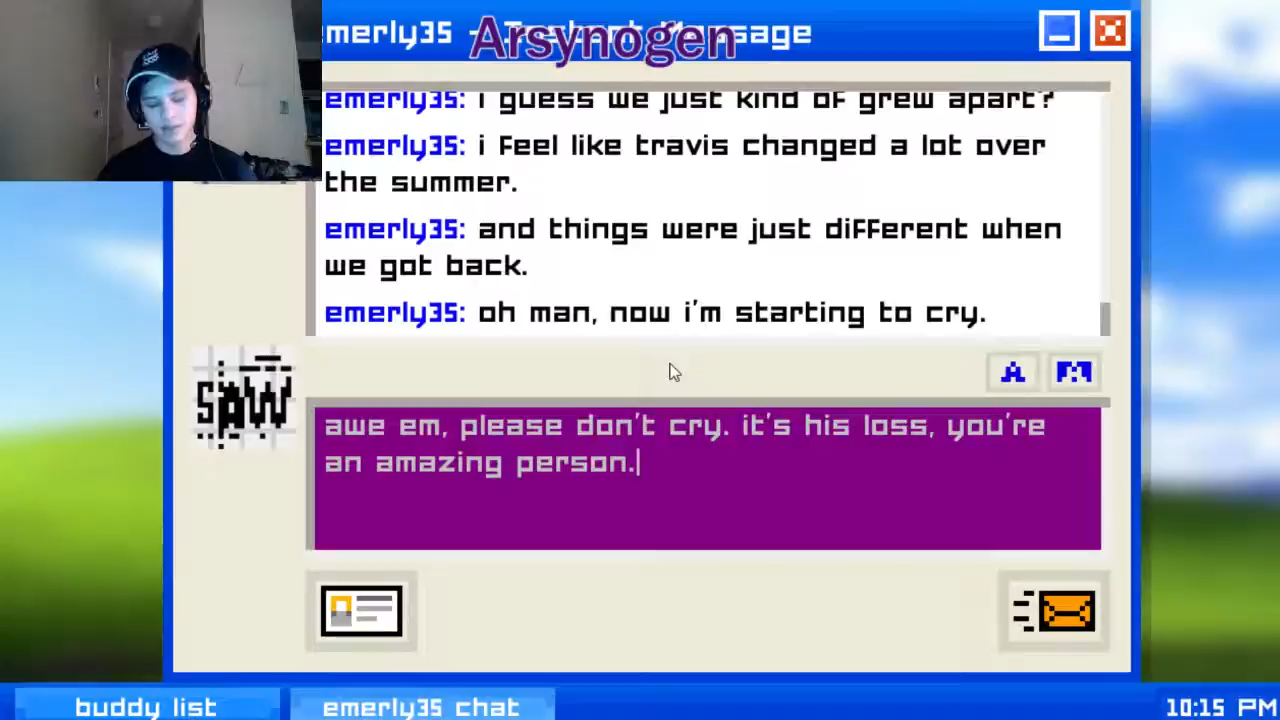 merly35 - Instant Message
Arsynogen
emerly35: i guess we just kind of grew apart?
emerly35: i feel like travis changed a lot over
the summer.
emerly35: and things were just different when
we got back.
emerly35: oh man, now i'm starting to cry.
A
SAW
awe em, please don't cry. it's his loss, you're
an amazing person.
buddy list
emerly35 chat
10:15 PM